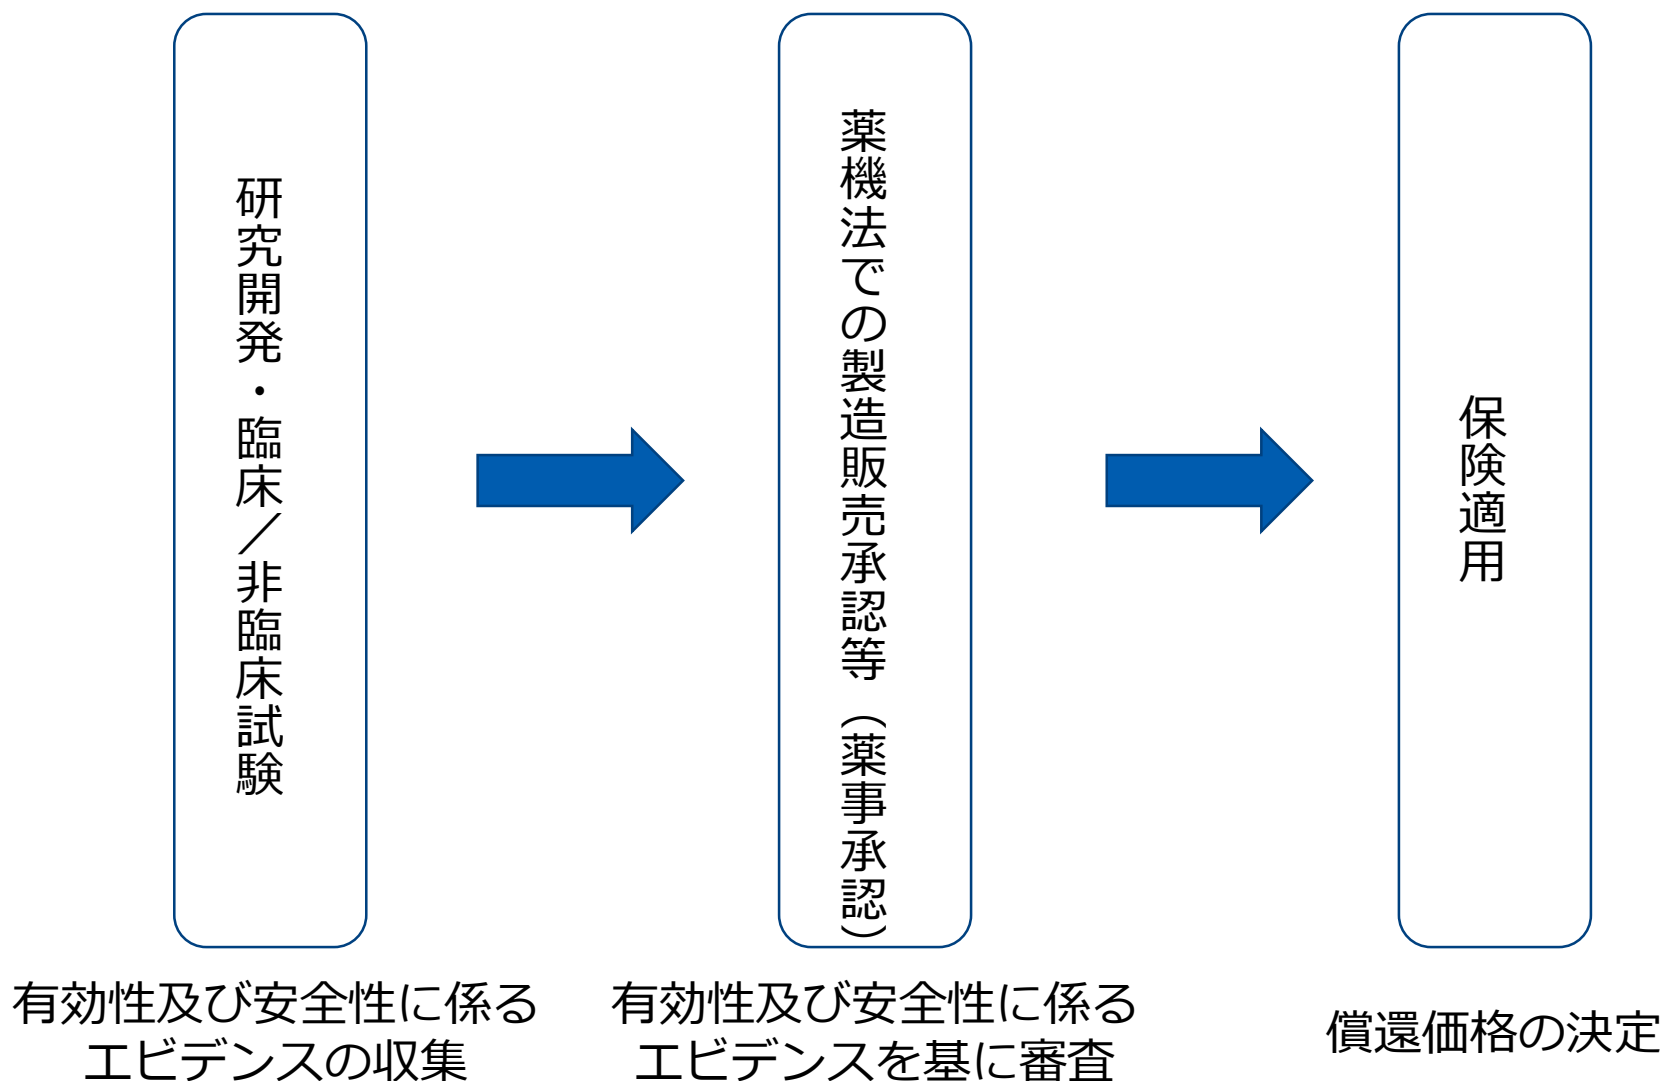 研究開発・臨床／非臨床試験
薬機法での製造販売承認等（薬事承認）
保険適用
有効性及び安全性に係る
エビデンスの収集
有効性及び安全性に係る
エビデンスを基に審査
償還価格の決定